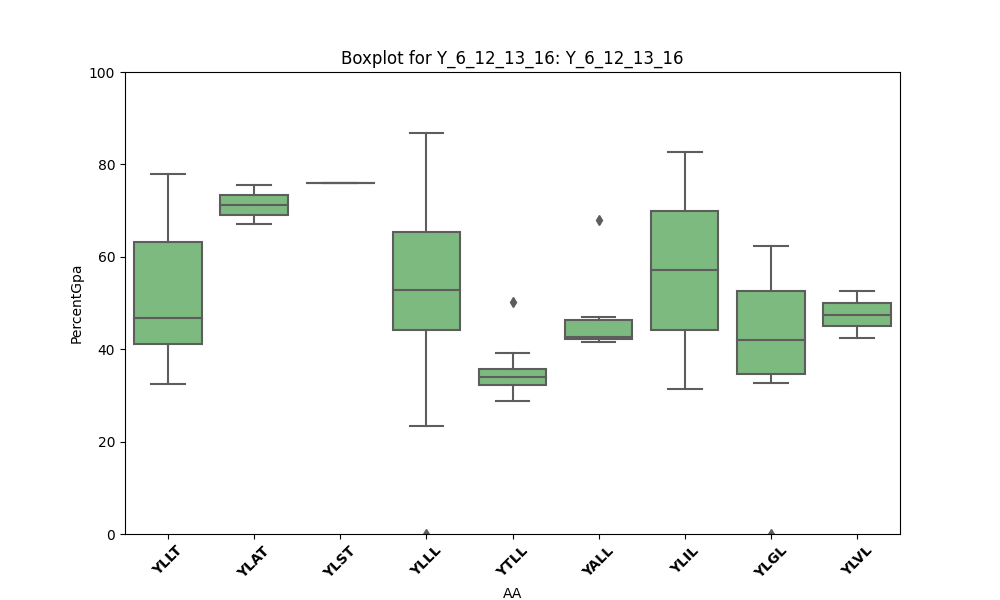 Boxplot for Y_6_12_13_16: Y_6_12_13_16
100
80
60
40
20
0
PercentGpa
YLLT YLAT YLST YLLL YTLL YALL YLIL YLGL YLVL
AA